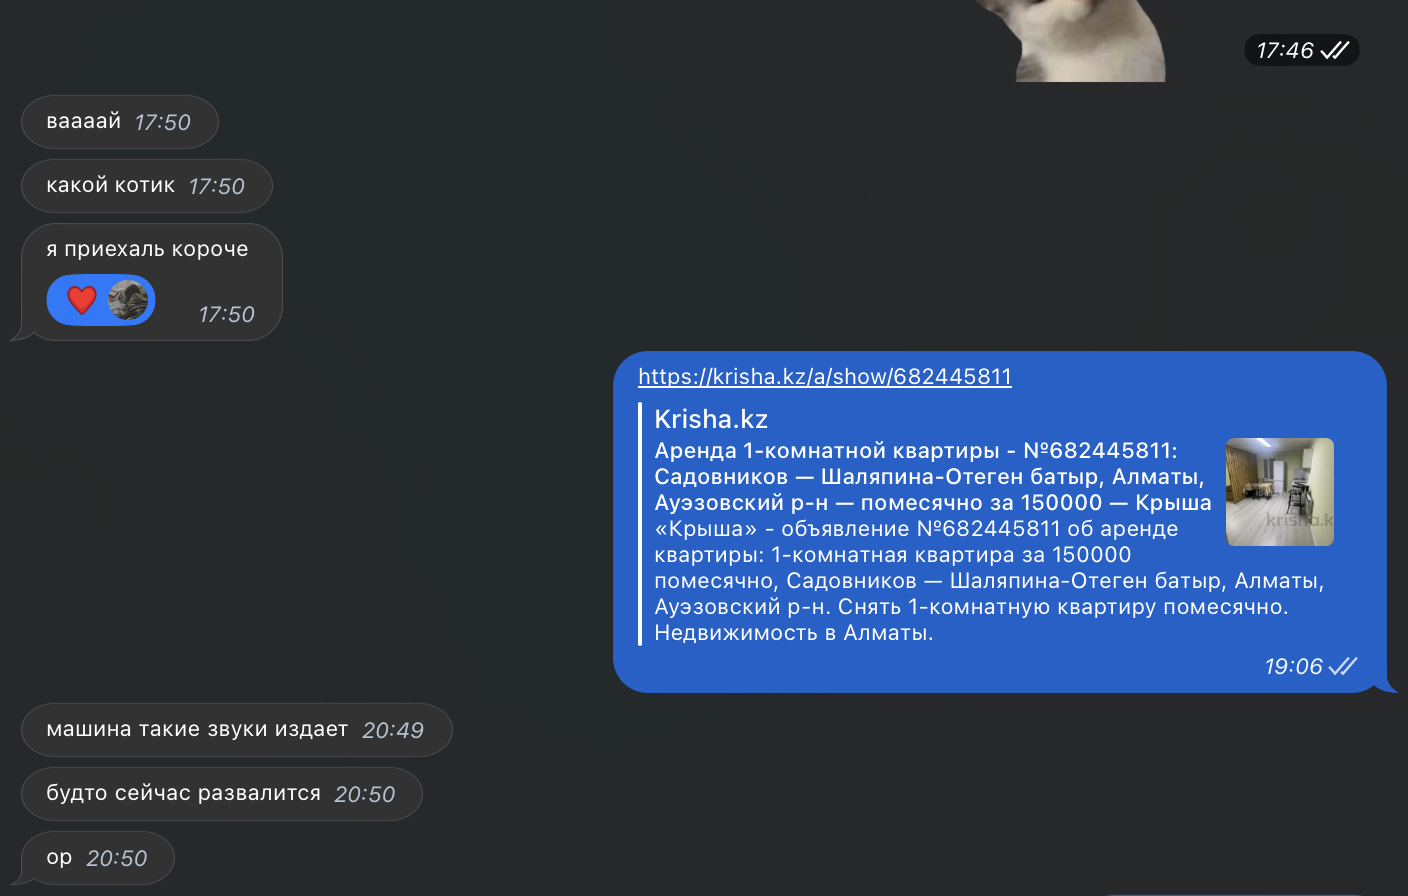 17:46
ваааай 17:50
какой котик 17:50
я приехаль короче
17:50
https://krisha.kz/a/show/682445811
Krisha.kz
Аренда 1-комнатной квартиры - №682445811:
Садовников — Шаляпина-Отеген батыр, Алматы,
Ауэзовский р-н — помесячно за 150000 — Крыша
«Крыша» - объявление №682445811 об аренде
квартиры: 1-комнатная квартира за 150000
помесячно, Садовников — Шаляпина-Отеген батыр, Алматы,
Ауэзовский р-н. Снять 1-комнатную квартиру помесячно.
Недвижимость в Алматы.
19:06
машина такие звуки издает 20:49
будто сейчас развалится 20:50
ор 20:50